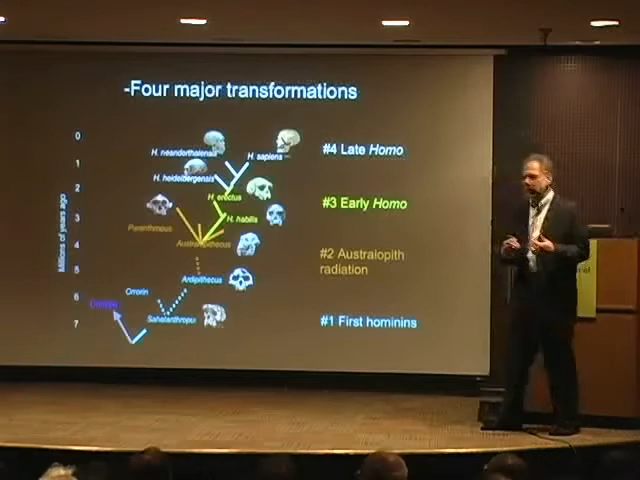 -Four major transformations
0
1
2
3
4
5
6
7
Millions of years ago
H. neanderthalensis
H. sapiens
#4 Late Homo
H. heidelbergensis
H. erectus
#3 Early Homo
H. habilis
Paranthropus
Australopithecus
#2 Australopith
radiation
Ardipithecus
Orrorin
Sahelanthropus
#1 First hominins